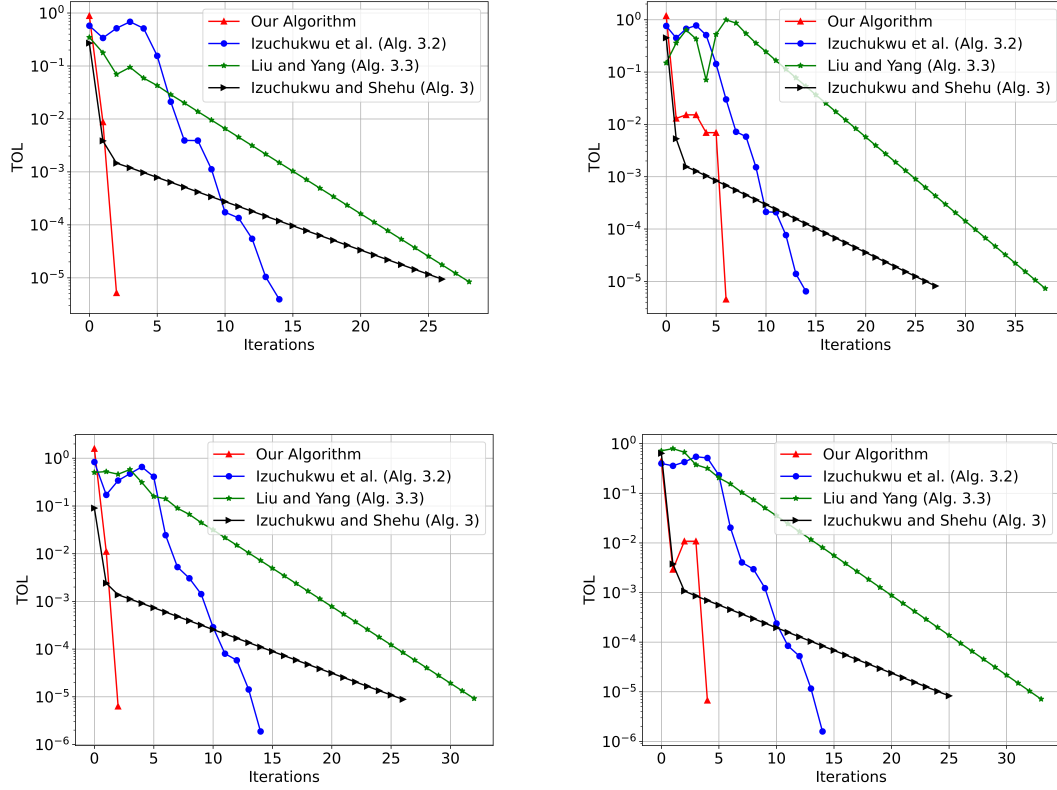 Our Algorithm
Izuchukwu et al. (Alg. 3.2)
Liu and Yang (Alg. 3.3)
Izuchukwu and Shehu (Alg. 3)
TOL
10⁰
10⁻¹
10⁻²
10⁻³
10⁻⁴
10⁻⁵
0 5 10 15 20 25
Iterations
Our Algorithm
Izuchukwu et al. (Alg. 3.2)
Liu and Yang (Alg. 3.3)
Izuchukwu and Shehu (Alg. 3)
TOL
10⁰
10⁻¹
10⁻²
10⁻³
10⁻⁴
10⁻⁵
0 5 10 15 20 25 30 35
Iterations
Our Algorithm
Izuchukwu et al. (Alg. 3.2)
Liu and Yang (Alg. 3.3)
Izuchukwu and Shehu (Alg. 3)
TOL
10⁰
10⁻¹
10⁻²
10⁻³
10⁻⁴
10⁻⁵
10⁻⁶
0 5 10 15 20 25 30
Iterations
Our Algorithm
Izuchukwu et al. (Alg. 3.2)
Liu and Yang (Alg. 3.3)
Izuchukwu and Shehu (Alg. 3)
TOL
10⁰
10⁻¹
10⁻²
10⁻³
10⁻⁴
10⁻⁵
10⁻⁶
0 5 10 15 20 25 30
Iterations